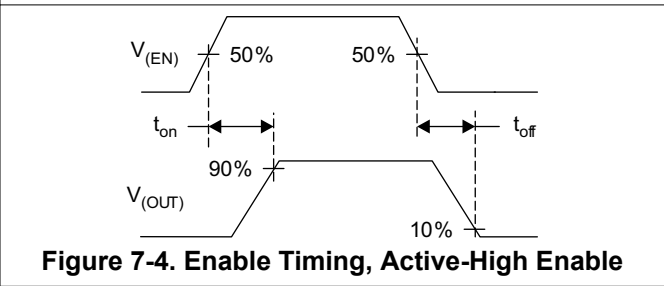 V(EN) 50% 50%
ton toff
90%
V(OUT)
10%
Figure 7-4. Enable Timing, Active-High Enable